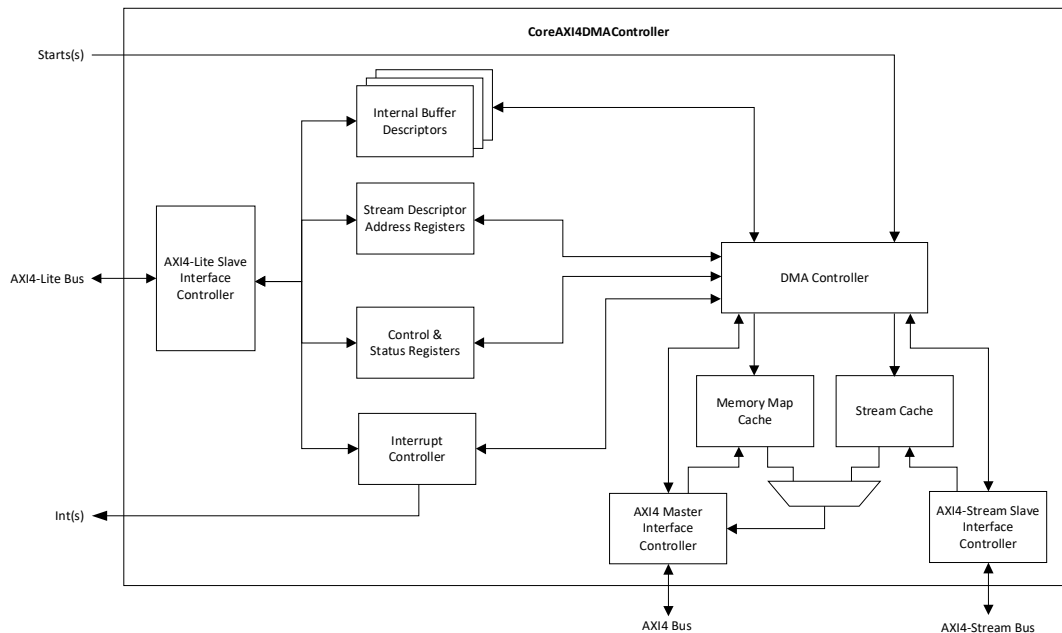 CoreAXI4DMAController
Starts(s)
Internal Buffer
Descriptors
Stream Descriptor
Address Registers
AXI4-Lite Slave
Interface
Controller
AXI4-Lite Bus
DMA Controller
Control &
Status Registers
Memory Map
Cache
Stream Cache
Interrupt
Controller
Int(s)
AXI4 Master
Interface
Controller
AXI4-Stream Slave
Interface
Controller
AXI4 Bus
AXI4-Stream Bus